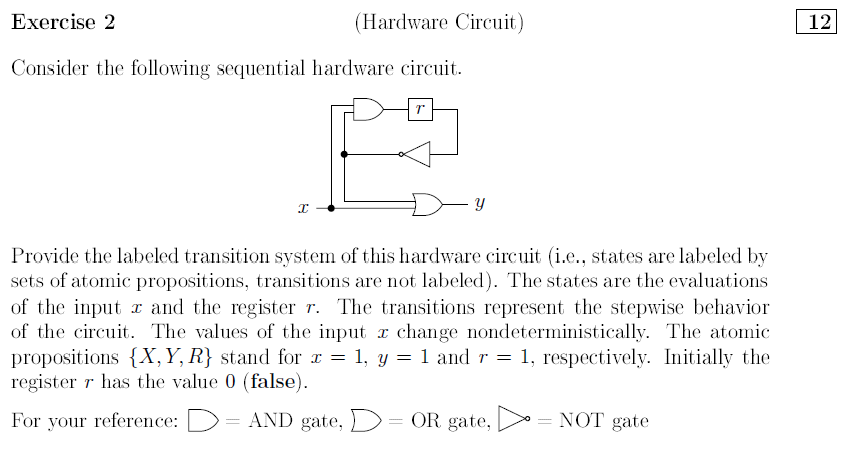 Exercise 2 (Hardware Circuit) 12
Consider the following sequential hardware circuit.
r
x y
Provide the labeled transition system of this hardware circuit (i.e., states are labeled by
sets of atomic propositions, transitions are not labeled). The states are the evaluations
of the input x and the register r. The transitions represent the stepwise behavior
of the circuit. The values of the input x change nondeterministically. The atomic
propositions {X, Y, R} stand for x = 1, y = 1 and r = 1, respectively. Initially the
register r has the value 0 (false).
For your reference: = AND gate, = OR gate, = NOT gate